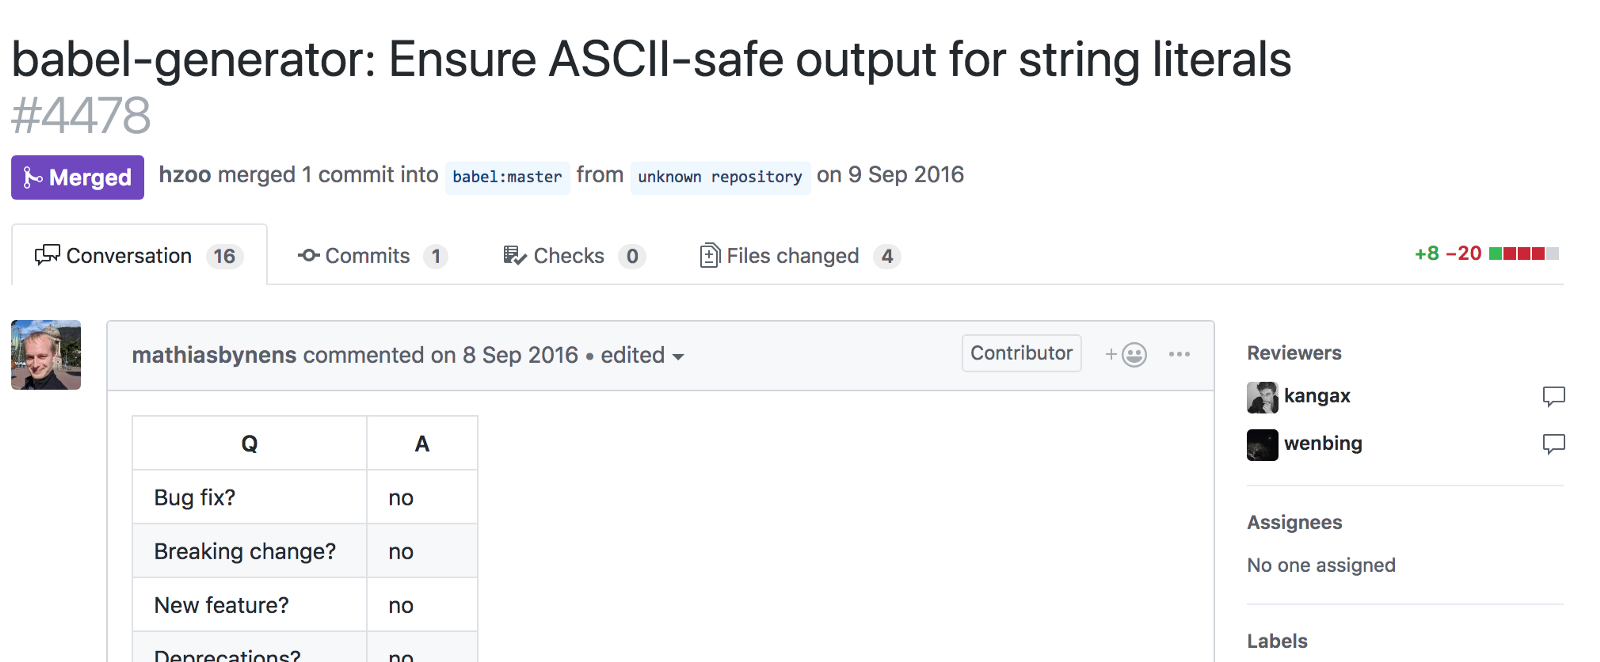 babel-generator: Ensure ASCII-safe output for string literals
#4478
Merged hzoo merged 1 commit into babel:master from unknown repository on 9 Sep 2016
Conversation 16 Commits 1 Checks 0 Files changed 4 +8 −20
mathiasbynens commented on 8 Sep 2016 • edited Contributor
Q A
Bug fix? no
Breaking change? no
New feature? no
Deprecations? no
Reviewers
kangax
wenbing
Assignees
No one assigned
Labels